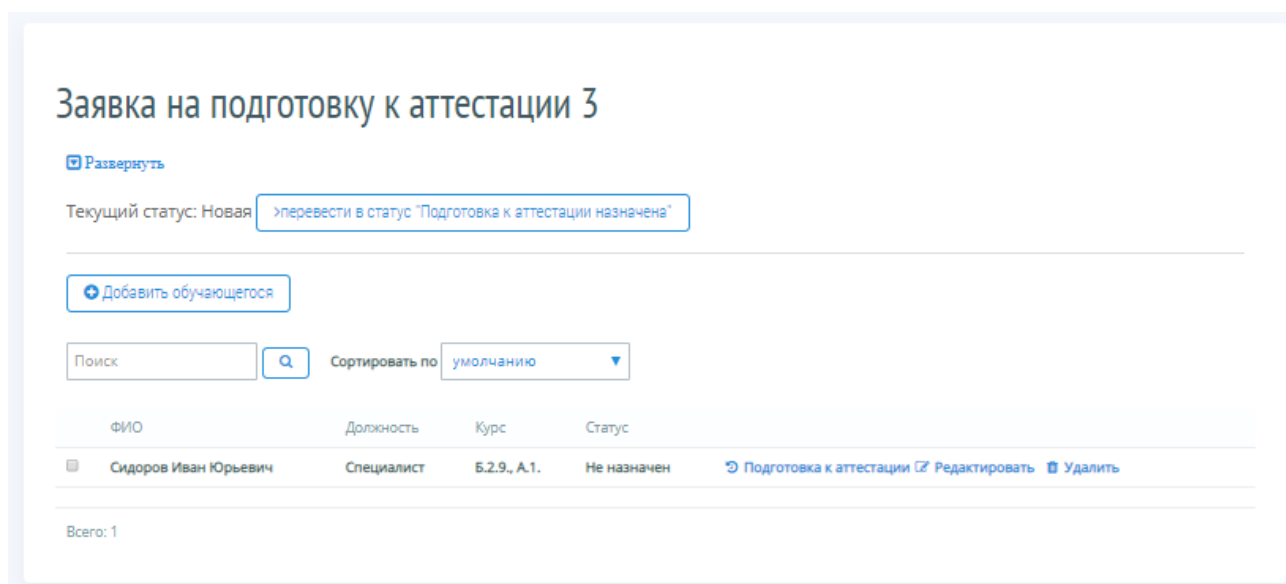 Заявка на подготовку к аттестации 3
Развернуть
Текущий статус: Новая >перевести в статус "Подготовка к аттестации назначена"
Добавить обучающегося
Поиск Сортировать по умолчанию
ФИО Должность Курс Статус
Сидоров Иван Юрьевич Специалист Б.2.9., А.1. Не назначен Подготовка к аттестации Редактировать Удалить
Всего: 1